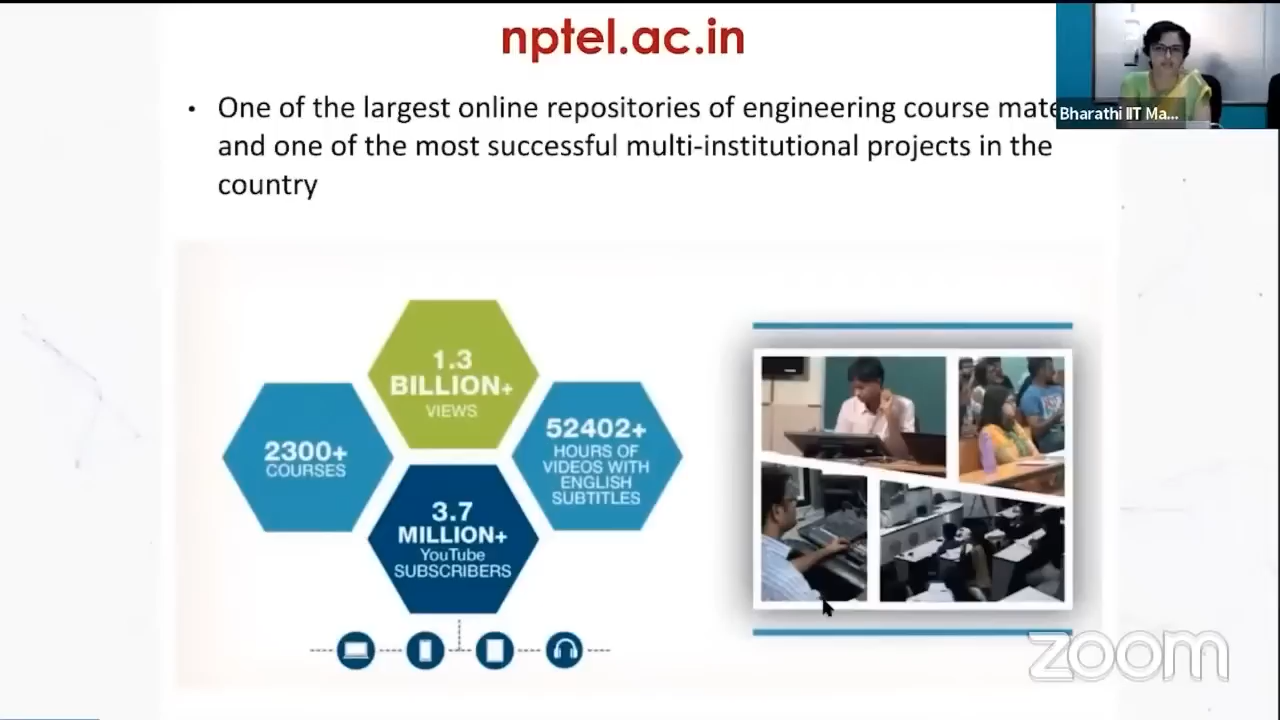 nptel.ac.in
Bharathi IIT Ma...
• One of the largest online repositories of engineering course mate
and one of the most successful multi-institutional projects in the
country
1.3
BILLION+
VIEWS
2300+
COURSES
52402+
HOURS OF
VIDEOS WITH
ENGLISH
SUBTITLES
3.7
MILLION+
YouTube
SUBSCRIBERS
zoom